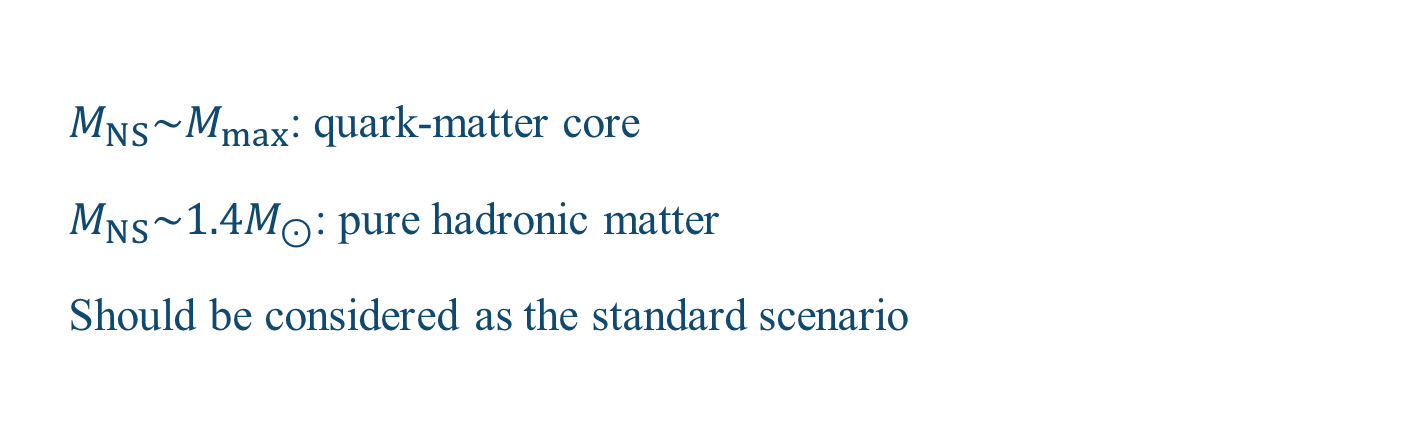 M_NS~M_max: quark-matter core
M_NS~1.4M_⊙: pure hadronic matter
Should be considered as the standard scenario